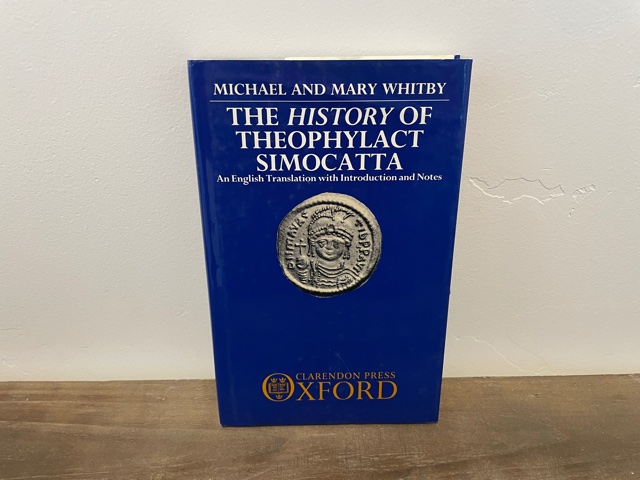 MICHAEL AND MARY WHITBY
THE HISTORY OF
THEOPHYLACT
SIMOCATTA
An English Translation with Introduction and Notes
CLARENDON PRESS
OXFORD